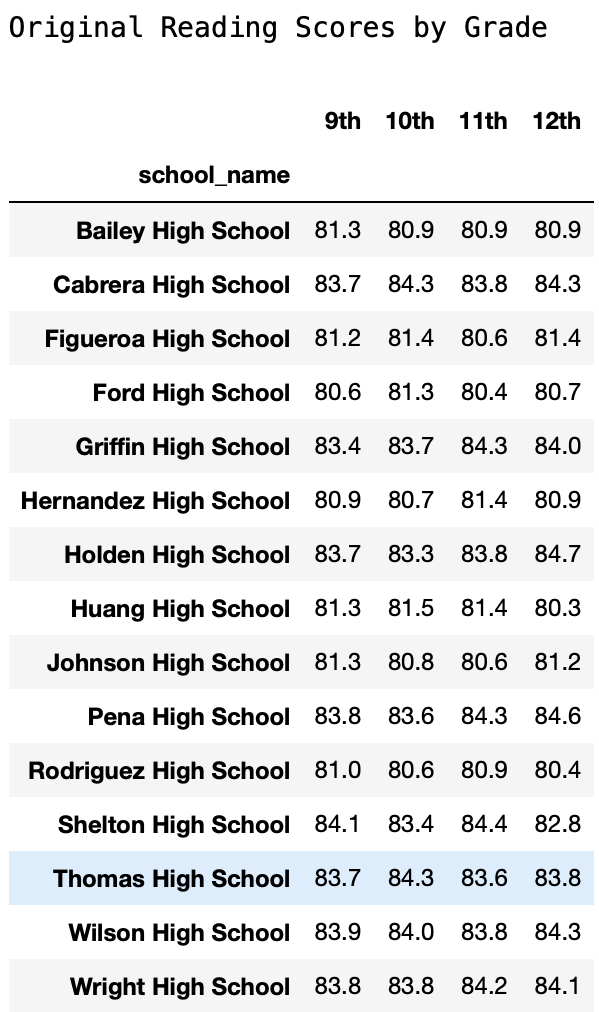 Original Reading Scores by Grade
9th 10th 11th 12th
school_name
Bailey High School 81.3 80.9 80.9 80.9
Cabrera High School 83.7 84.3 83.8 84.3
Figueroa High School 81.2 81.4 80.6 81.4
Ford High School 80.6 81.3 80.4 80.7
Griffin High School 83.4 83.7 84.3 84.0
Hernandez High School 80.9 80.7 81.4 80.9
Holden High School 83.7 83.3 83.8 84.7
Huang High School 81.3 81.5 81.4 80.3
Johnson High School 81.3 80.8 80.6 81.2
Pena High School 83.8 83.6 84.3 84.6
Rodriguez High School 81.0 80.6 80.9 80.4
Shelton High School 84.1 83.4 84.4 82.8
Thomas High School 83.7 84.3 83.6 83.8
Wilson High School 83.9 84.0 83.8 84.3
Wright High School 83.8 83.8 84.2 84.1